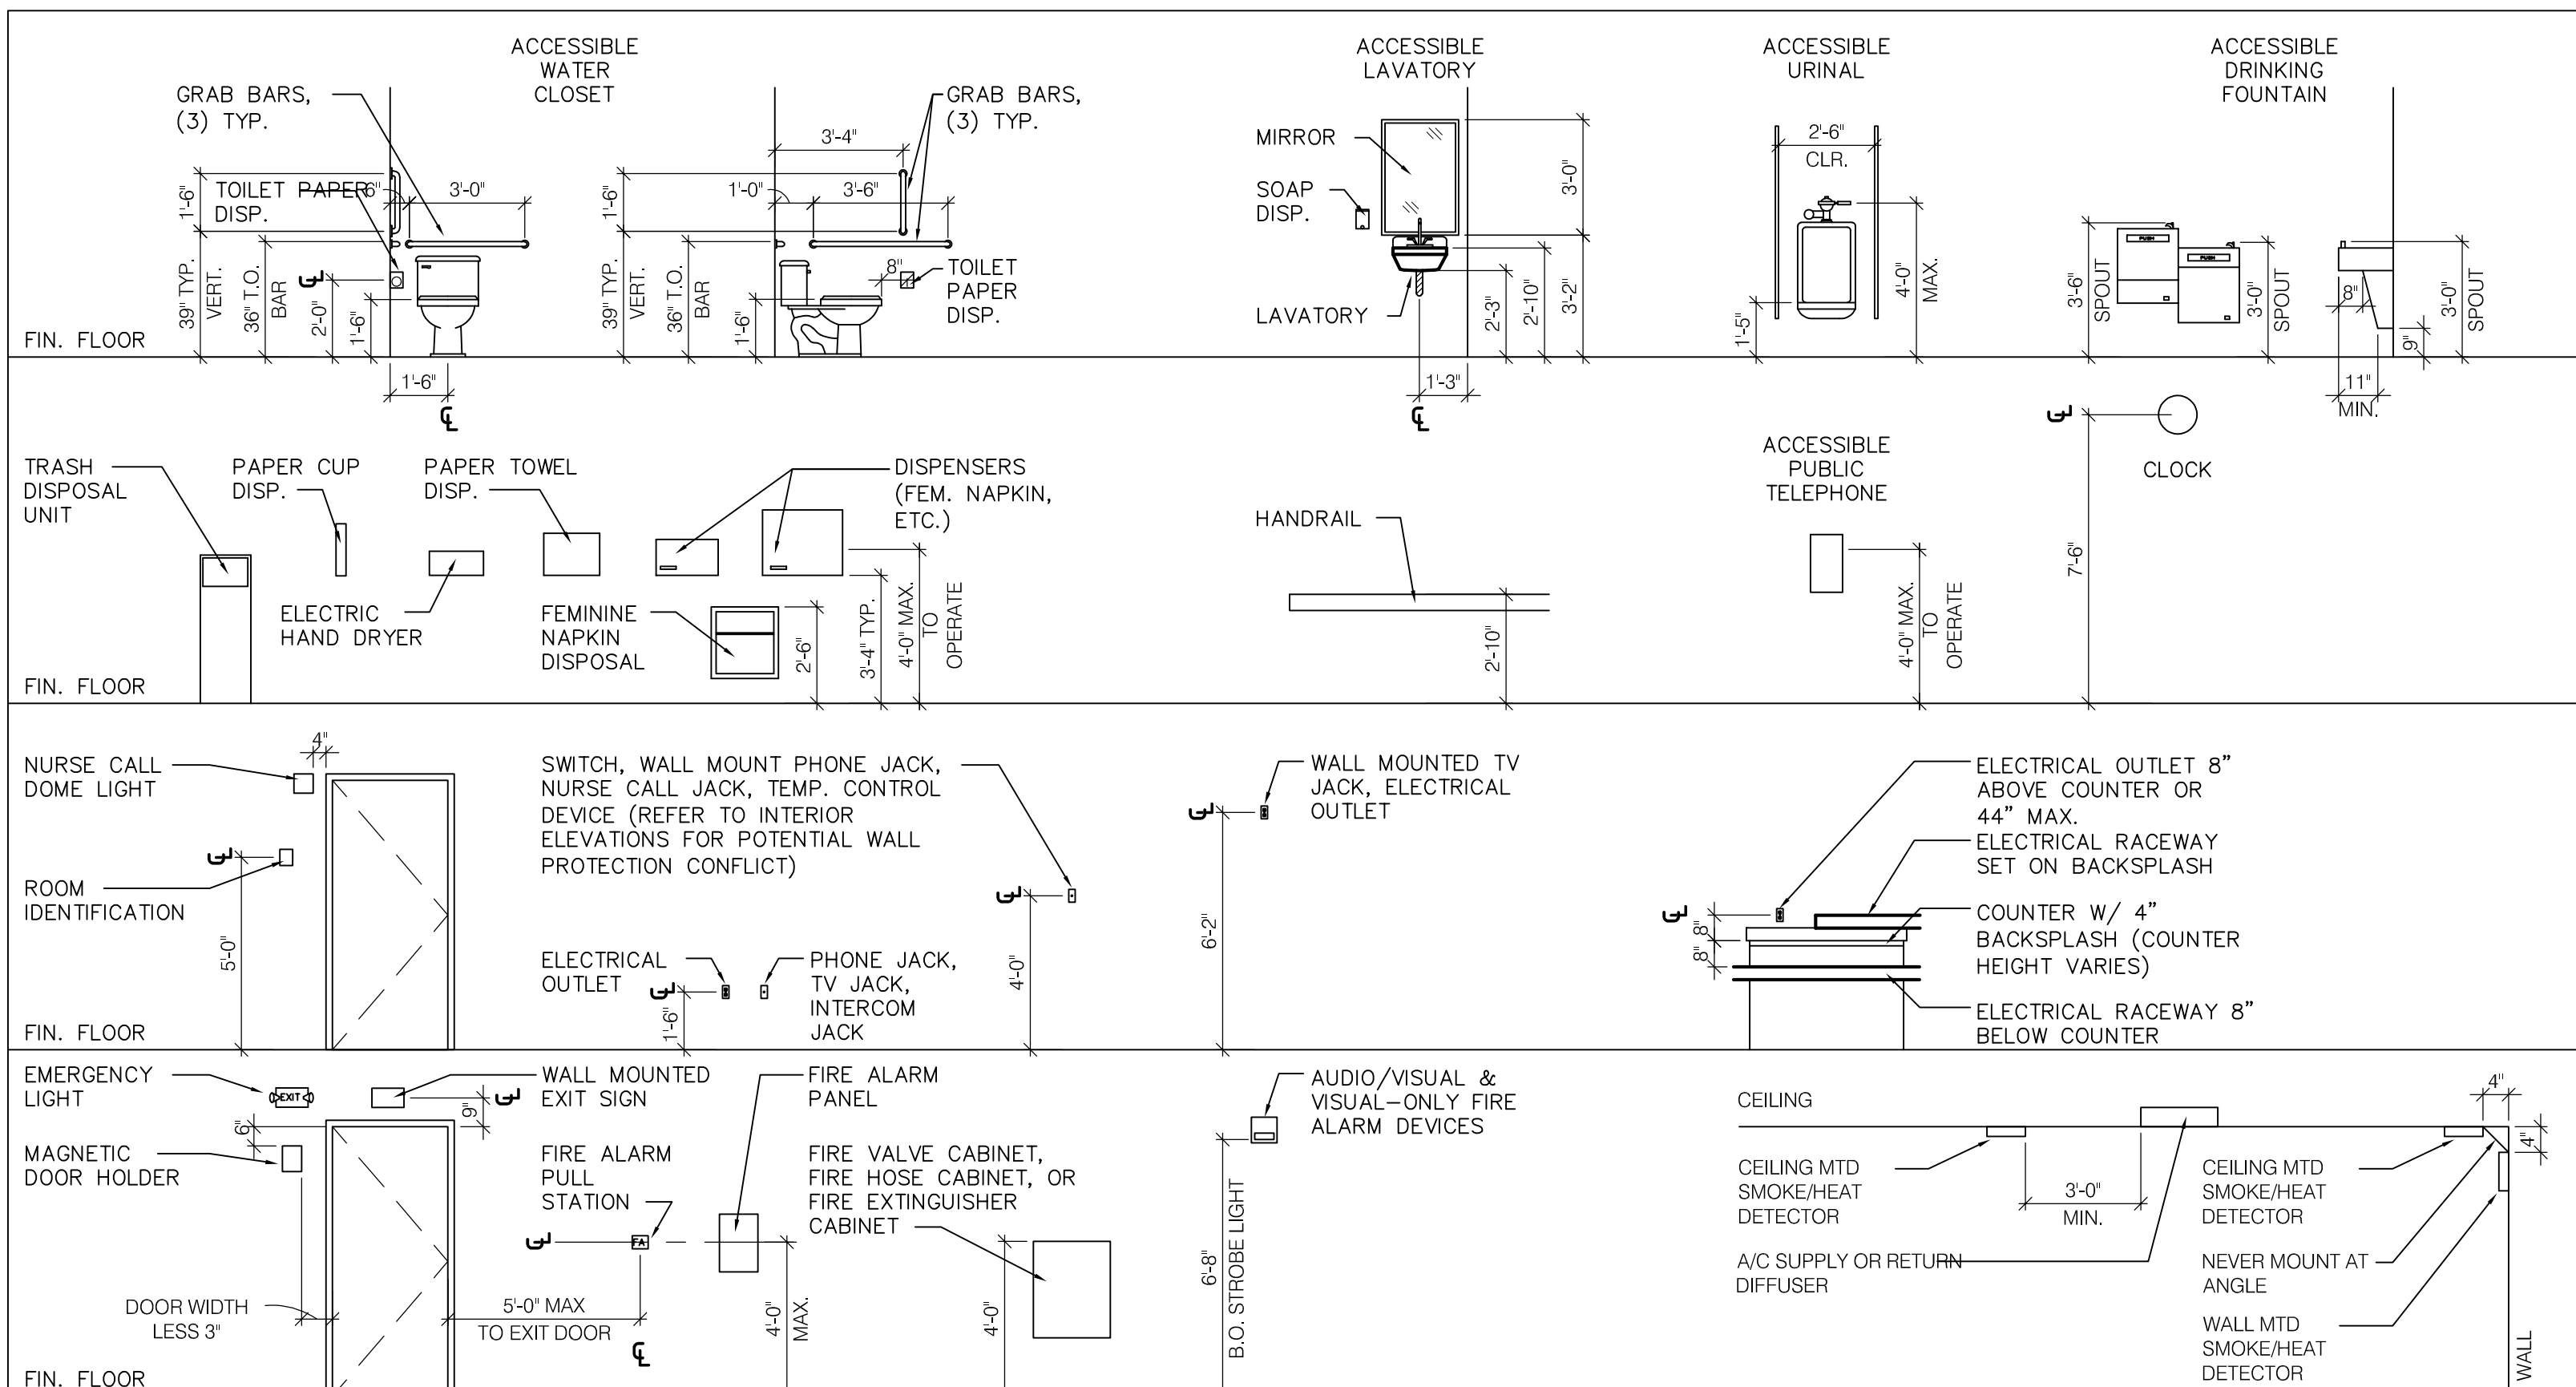 ACCESSIBLE
WATER
CLOSET
GRAB BARS,
(3) TYP.
GRAB BARS,
(3) TYP.
TOILET PAPER
DISP.
6"
3'-0"
1'-6"
39" TYP.
VERT.
36" T.O.
BAR
2'-0"
1'-6"
1'-6"
3'-4"
1'-0"
3'-6"
1'-6"
39" TYP.
VERT.
36" T.O.
BAR
1'-6"
8"
TOILET
PAPER
DISP.
FIN. FLOOR
ACCESSIBLE
LAVATORY
MIRROR
SOAP
DISP.
LAVATORY
3'-0"
2'-3"
2'-10"
3'-2"
1'-3"
ACCESSIBLE
URINAL
2'-6"
CLR.
1'-5"
4'-0"
MAX.
ACCESSIBLE
DRINKING
FOUNTAIN
PUSH
PUSH
3'-6"
SPOUT
3'-0"
SPOUT
8"
3'-0"
SPOUT
9"
11"
MIN.
TRASH
DISPOSAL
UNIT
PAPER CUP
DISP.
PAPER TOWEL
DISP.
DISPENSERS
(FEM. NAPKIN,
ETC.)
ELECTRIC
HAND DRYER
FEMININE
NAPKIN
DISPOSAL
2'-6"
3'-4" TYP.
4'-0" MAX.
TO
OPERATE
HANDRAIL
2'-10"
ACCESSIBLE
PUBLIC
TELEPHONE
4'-0" MAX.
TO
OPERATE
7'-6"
CLOCK
FIN. FLOOR
NURSE CALL
DOME LIGHT
4"
ROOM
IDENTIFICATION
5'-0"
SWITCH, WALL MOUNT PHONE JACK,
NURSE CALL JACK, TEMP. CONTROL
DEVICE (REFER TO INTERIOR
ELEVATIONS FOR POTENTIAL WALL
PROTECTION CONFLICT)
ELECTRICAL
OUTLET
1'-6"
PHONE JACK,
TV JACK,
INTERCOM
JACK
4'-0"
WALL MOUNTED TV
JACK, ELECTRICAL
OUTLET
6'-2"
ELECTRICAL OUTLET 8”
ABOVE COUNTER OR
44” MAX.
ELECTRICAL RACEWAY
SET ON BACKSPLASH
COUNTER W/ 4”
BACKSPLASH (COUNTER
HEIGHT VARIES)
ELECTRICAL RACEWAY 8”
BELOW COUNTER
8"
8"
FIN. FLOOR
EMERGENCY
LIGHT
EXIT
WALL MOUNTED
EXIT SIGN
9"
6"
MAGNETIC
DOOR HOLDER
DOOR WIDTH
LESS 3"
FIRE ALARM
PULL
STATION
FA
5'-0" MAX
TO EXIT DOOR
FIRE ALARM
PANEL
4'-0"
MAX.
FIRE VALVE CABINET,
FIRE HOSE CABINET, OR
FIRE EXTINGUISHER
CABINET
4'-0"
AUDIO/VISUAL &
VISUAL-ONLY FIRE
ALARM DEVICES
6'-8"
B.O. STROBE LIGHT
CEILING
CEILING MTD
SMOKE/HEAT
DETECTOR
3'-0"
MIN.
A/C SUPPLY OR RETURN
DIFFUSER
CEILING MTD
SMOKE/HEAT
DETECTOR
NEVER MOUNT AT
ANGLE
WALL MTD
SMOKE/HEAT
DETECTOR
4"
4"
WALL
FIN. FLOOR